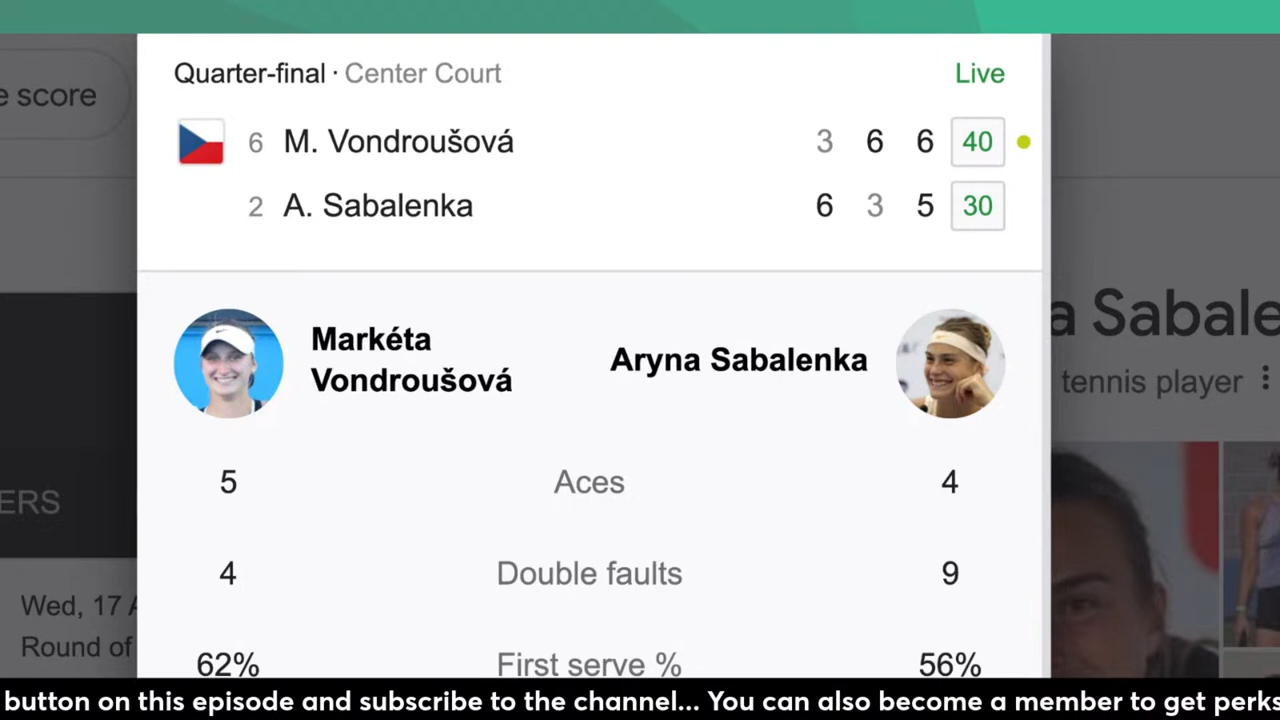 e score
Quarter-final · Center Court Live
6 M. Vondroušová 3 6 6 40
2 A. Sabalenka 6 3 5 30
Markéta
Vondroušová
Aryna Sabalenka
a Sabale
tennis player
5 Aces 4
ERS
4 Double faults 9
Wed, 17 A
Round of
62% First serve % 56%
button on this episode and subscribe to the channel... You can also become a member to get perks